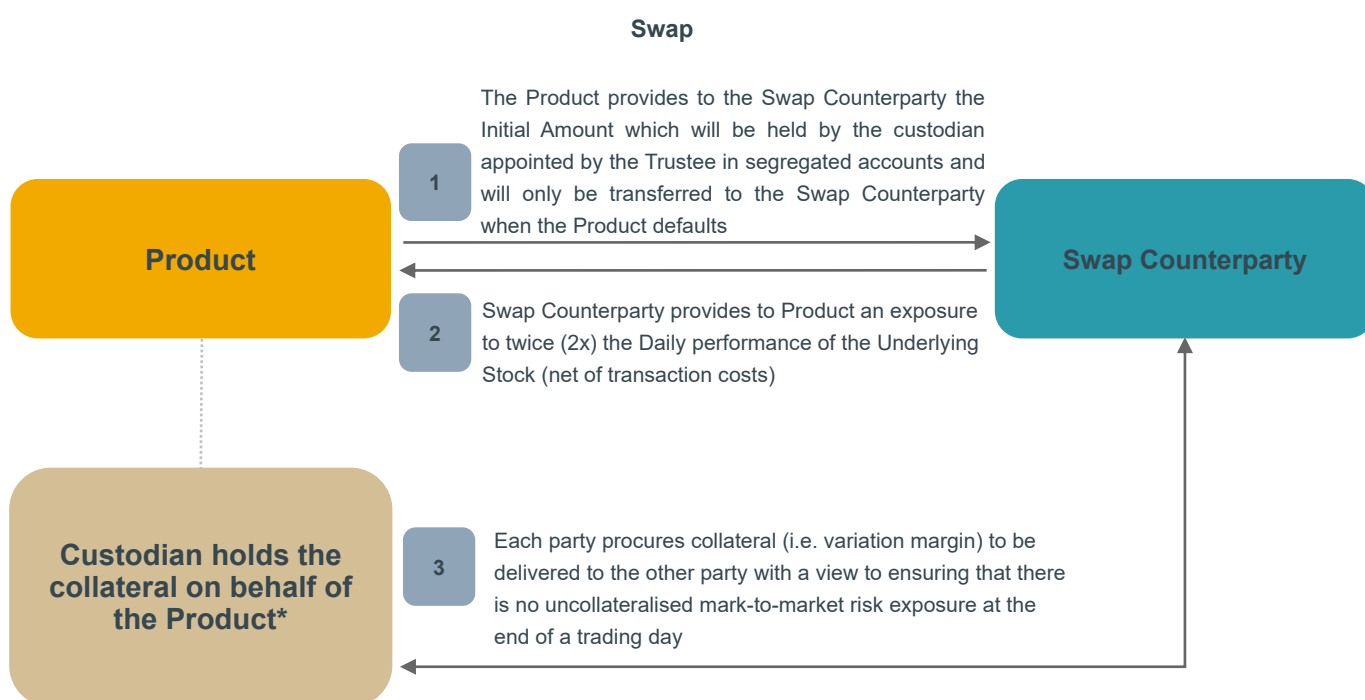 Swap
The Product provides to the Swap Counterparty the
Initial Amount which will be held by the custodian
appointed by the Trustee in segregated accounts and
will only be transferred to the Swap Counterparty
when the Product defaults
1
Product
Swap Counterparty
2
Swap Counterparty provides to Product an exposure
to twice (2x) the Daily performance of the Underlying
Stock (net of transaction costs)
Custodian holds the
collateral on behalf of
the Product*
3
Each party procures collateral (i.e. variation margin) to be
delivered to the other party with a view to ensuring that there
is no uncollateralised mark-to-market risk exposure at the
end of a trading day